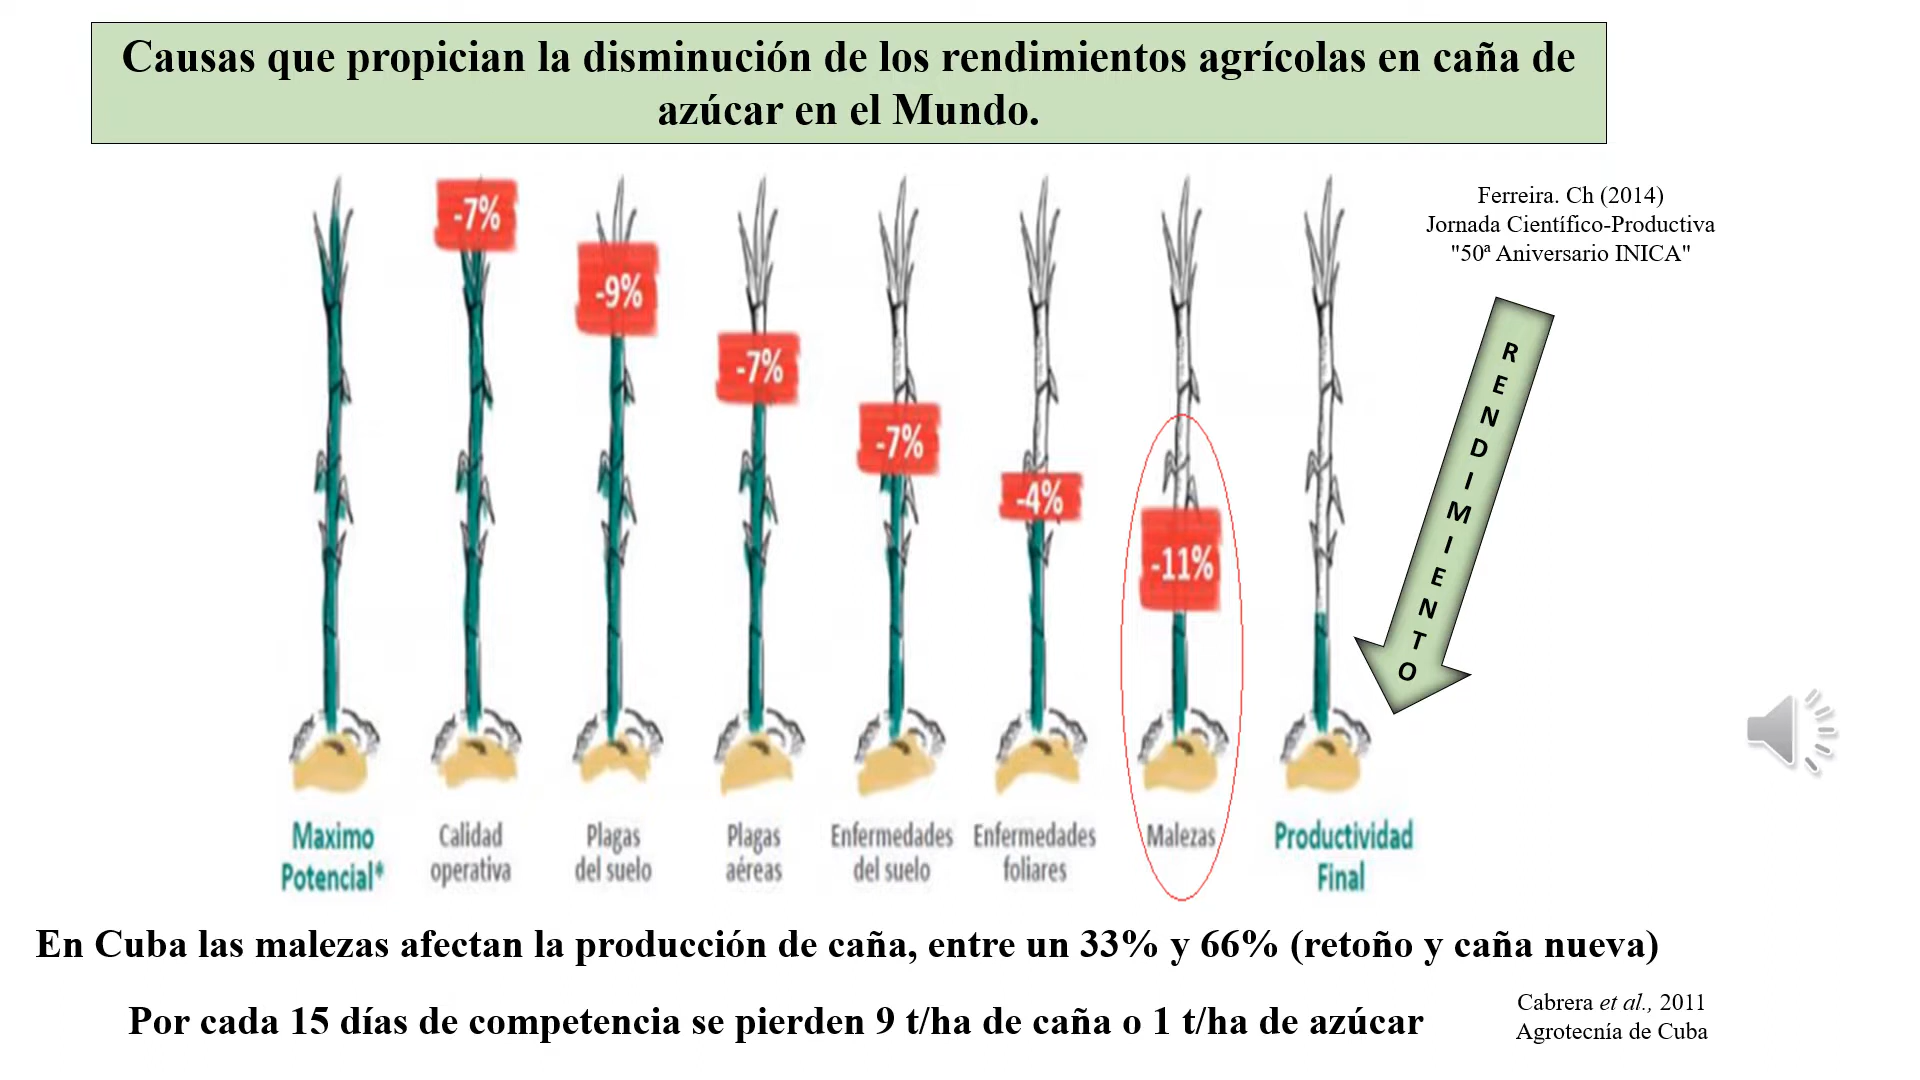 Causas que propician la disminución de los rendimientos agrícolas en caña de
azúcar en el Mundo.
Ferreira. Ch (2014)
Jornada Científico-Productiva
"50ª Aniversario INICA"
-7%
-9%
-7%
-7%
-4%
-11%
RENDIMIENTO
Maximo
Potencial*
Calidad
operativa
Plagas
del suelo
Plagas
aéreas
Enfermedades
del suelo
Enfermedades
foliares
Malezas
Productividad
Final
En Cuba las malezas afectan la producción de caña, entre un 33% y 66% (retoño y caña nueva)
Por cada 15 días de competencia se pierden 9 t/ha de caña o 1 t/ha de azúcar
Cabrera et al., 2011
Agrotecnía de Cuba